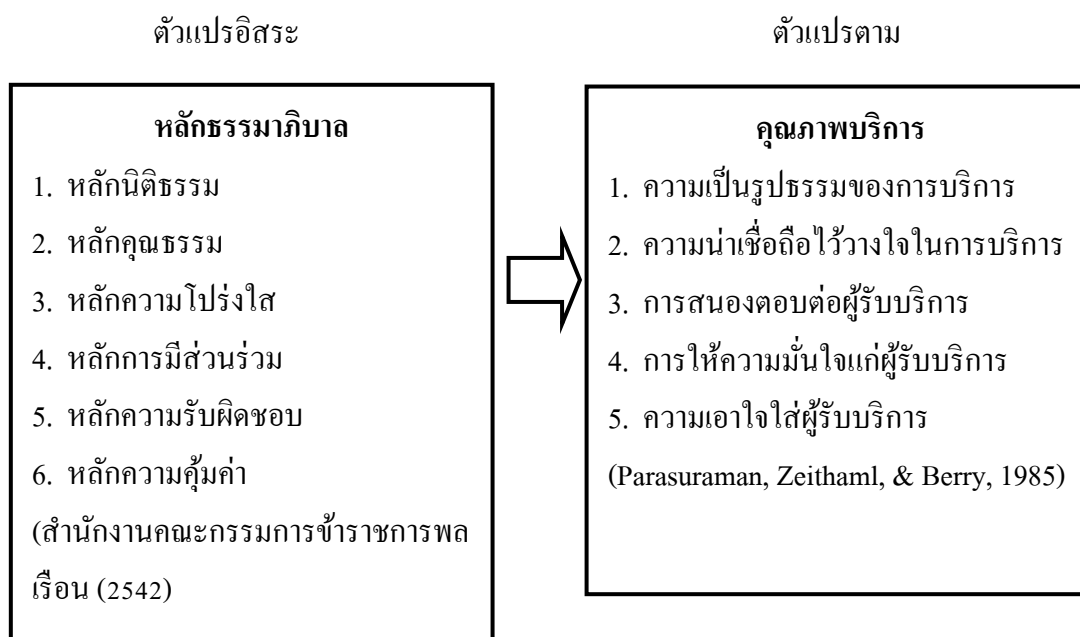 ตัวแปรอิสระ
ตัวแปรตาม
หลักธรรมาภิบาล
1. หลักนิติธรรม
2. หลักคุณธรรม
3. หลักความโปร่งใส
4. หลักการมีส่วนร่วม
5. หลักความรับผิดชอบ
6. หลักความคุ้มค่า
(สำนักงานคณะกรรมการข้าราชการพล
เรือน (2542)
คุณภาพบริการ
1. ความเป็นรูปธรรมของการบริการ
2. ความน่าเชื่อถือไว้วางใจในการบริการ
3. การสนองตอบต่อผู้รับบริการ
4. การให้ความมั่นใจแก่ผู้รับบริการ
5. ความเอาใจใส่ผู้รับบริการ
(Parasuraman, Zeithaml, & Berry, 1985)